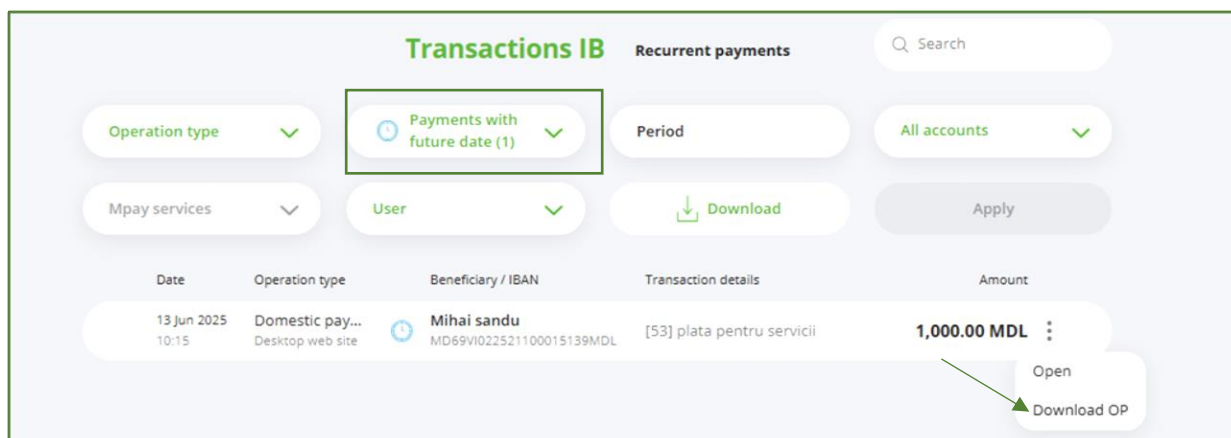 Transactions IB Recurrent payments Search
Operation type
Payments with
future date (1)
Period
All accounts
Mpay services
User
Download
Apply
Date Operation type Beneficiary / IBAN Transaction details Amount
13 Jun 2025 Domestic pay... Mihai sandu [53] plata pentru servicii 1,000.00 MDL
10:15 Desktop web site MD69VI022521100015139MDL
Open
Download OP